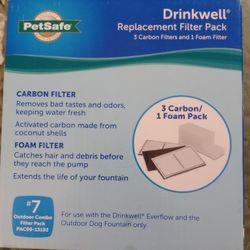 PetSafe®
Drinkwell®
Replacement Filter Pack
3 Carbon Filters and 1 Foam Filter
CARBON FILTER
Removes bad tastes and odors,
keeping water fresh
Activated carbon made from
coconut shells
FOAM FILTER
Catches hair and debris before
they reach the pump
Extends the life of your fountain
3 Carbon/
1 Foam Pack
#7
Outdoor Combo
Filter Pack
PAC00-13192
For use with the Drinkwell® Everflow and the
Outdoor Dog Fountain only.